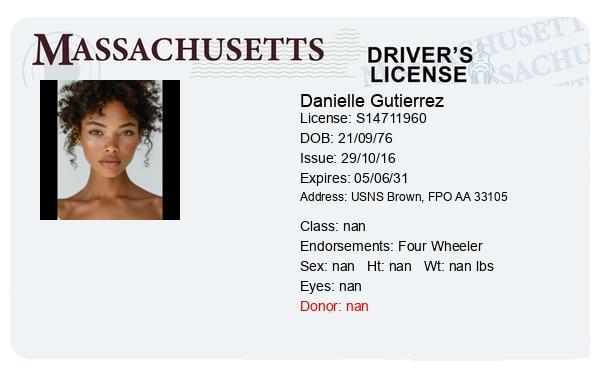 MASSACHUSETTS
DRIVER'S
LICENSE
Danielle Gutierrez
License: S14711960
DOB: 21/09/76
Issue: 29/10/16
Expires: 05/06/31
Address: USNS Brown, FPO AA 33105
Class: nan
Endorsements: Four Wheeler
Sex: nan Ht: nan Wt: nan lbs
Eyes: nan
Donor: nan